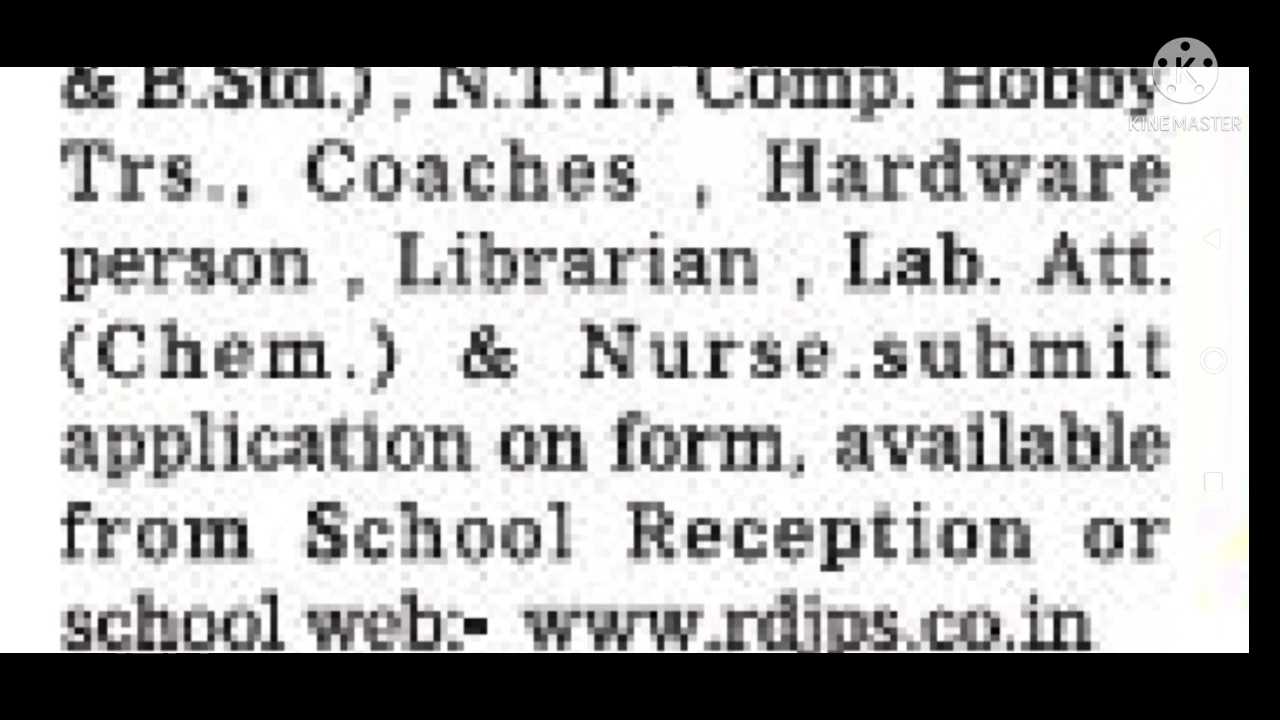 & B.Std.) , N.T.T., Comp. Hobby
KINEMASTER
Trs., Coaches , Hardware
person , Librarian , Lab. Att.
(Chem.) & Nurse.submit
application on form, available
from School Reception or
school web:- www.rdjps.co.in